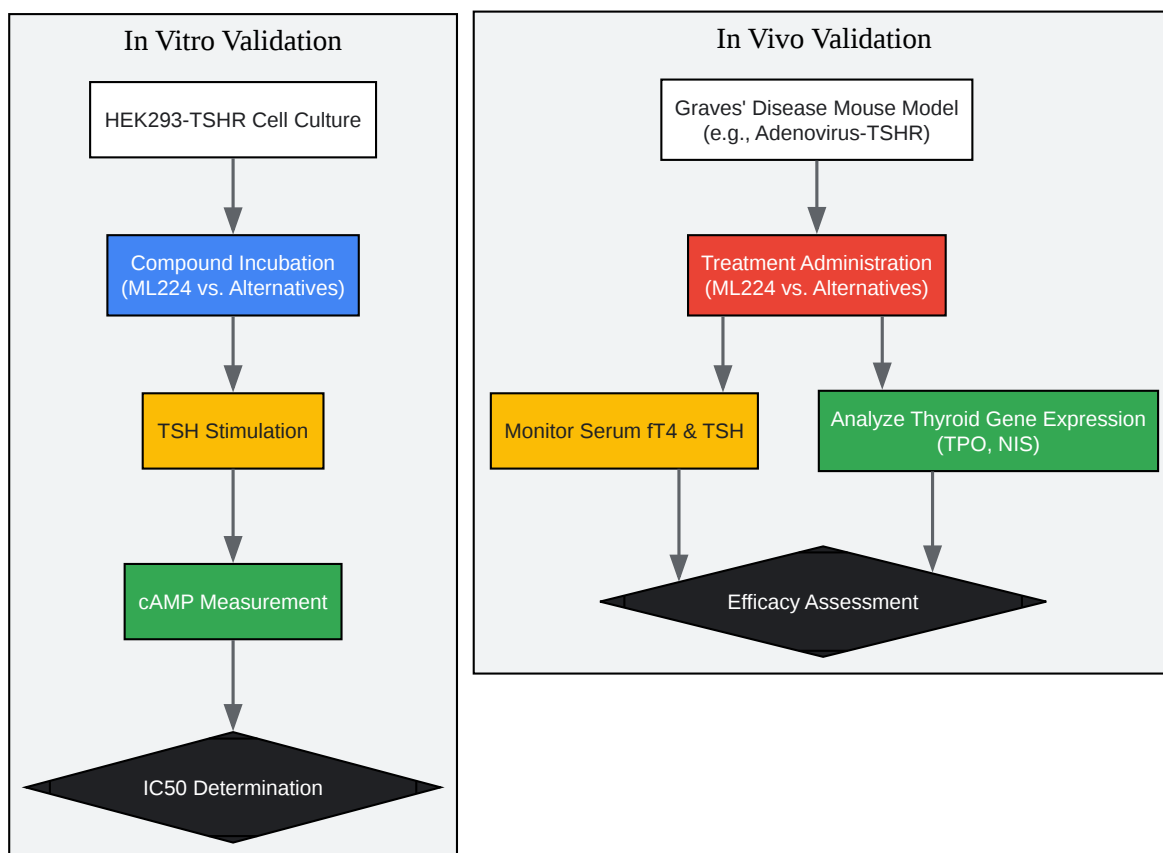 In Vitro Validation
HEK293-TSHR Cell Culture
Compound Incubation
(ML224 vs. Alternatives)
TSH Stimulation
cAMP Measurement
IC50 Determination
In Vivo Validation
Graves' Disease Mouse Model
(e.g., Adenovirus-TSHR)
Treatment Administration
(ML224 vs. Alternatives)
Monitor Serum fT4 & TSH
Analyze Thyroid Gene Expression
(TPO, NIS)
Efficacy Assessment